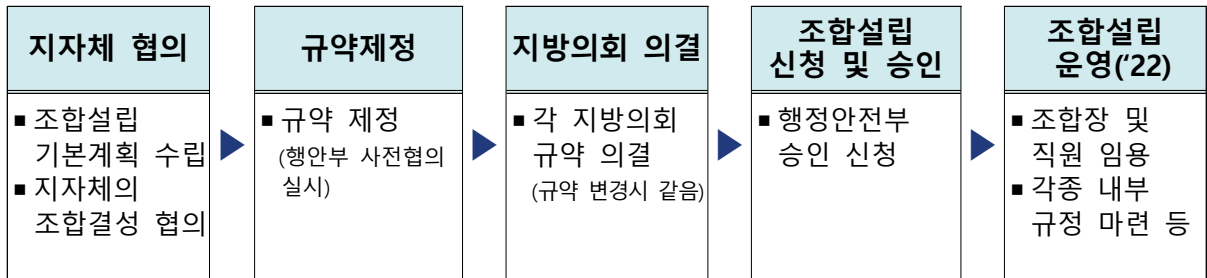 지자체 협의
■ 조합설립
기본계획 수립
■ 지자체의
조합결성 협의
규약제정
■ 규약 제정
(행안부 사전협의
실시)
지방의회 의결
■ 각 지방의회
규약 의결
(규약 변경시 같음)
조합설립
신청 및 승인
■ 행정안전부
승인 신청
조합설립
운영(‘22)
■ 조합장 및
직원 임용
■ 각종 내부
규정 마련 등